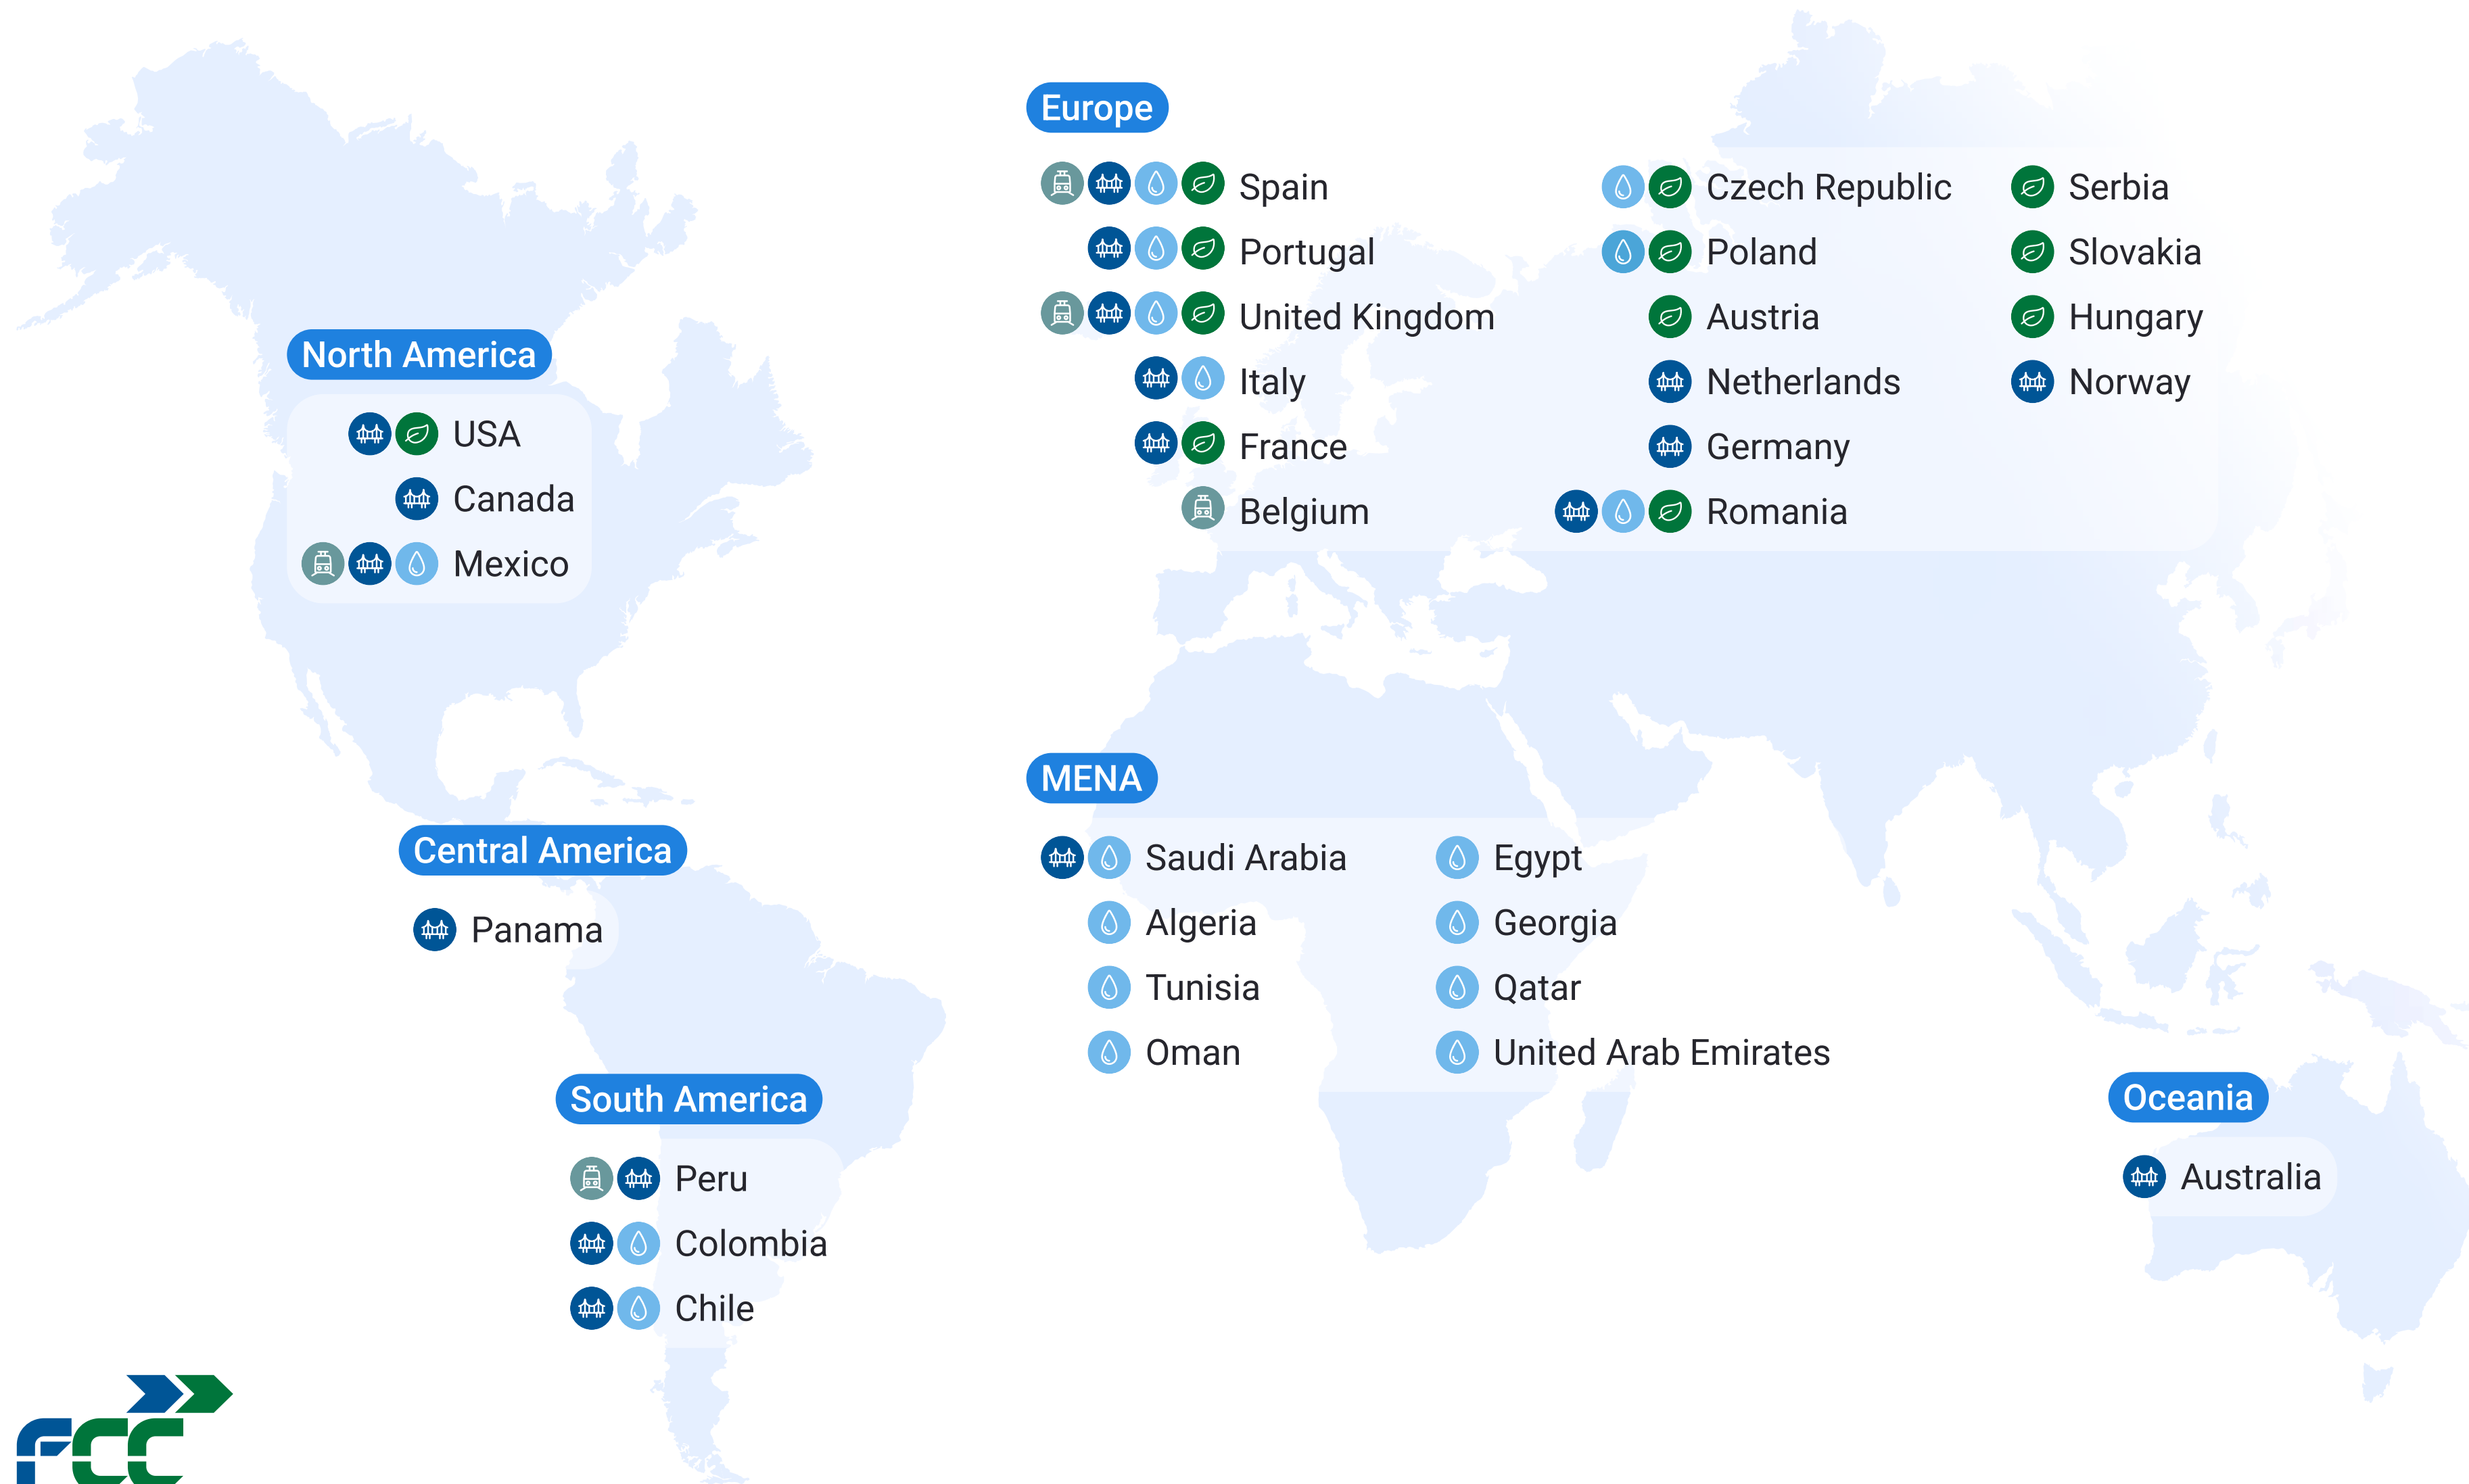 Europe
Spain
Portugal
United Kingdom
Italy
France
Belgium
Czech Republic
Poland
Austria
Netherlands
Germany
Romania
Serbia
Slovakia
Hungary
Norway
North America
USA
Canada
Mexico
MENA
Saudi Arabia
Algeria
Tunisia
Oman
Egypt
Georgia
Qatar
United Arab Emirates
Central America
Panama
South America
Peru
Colombia
Chile
Oceania
Australia
FCC